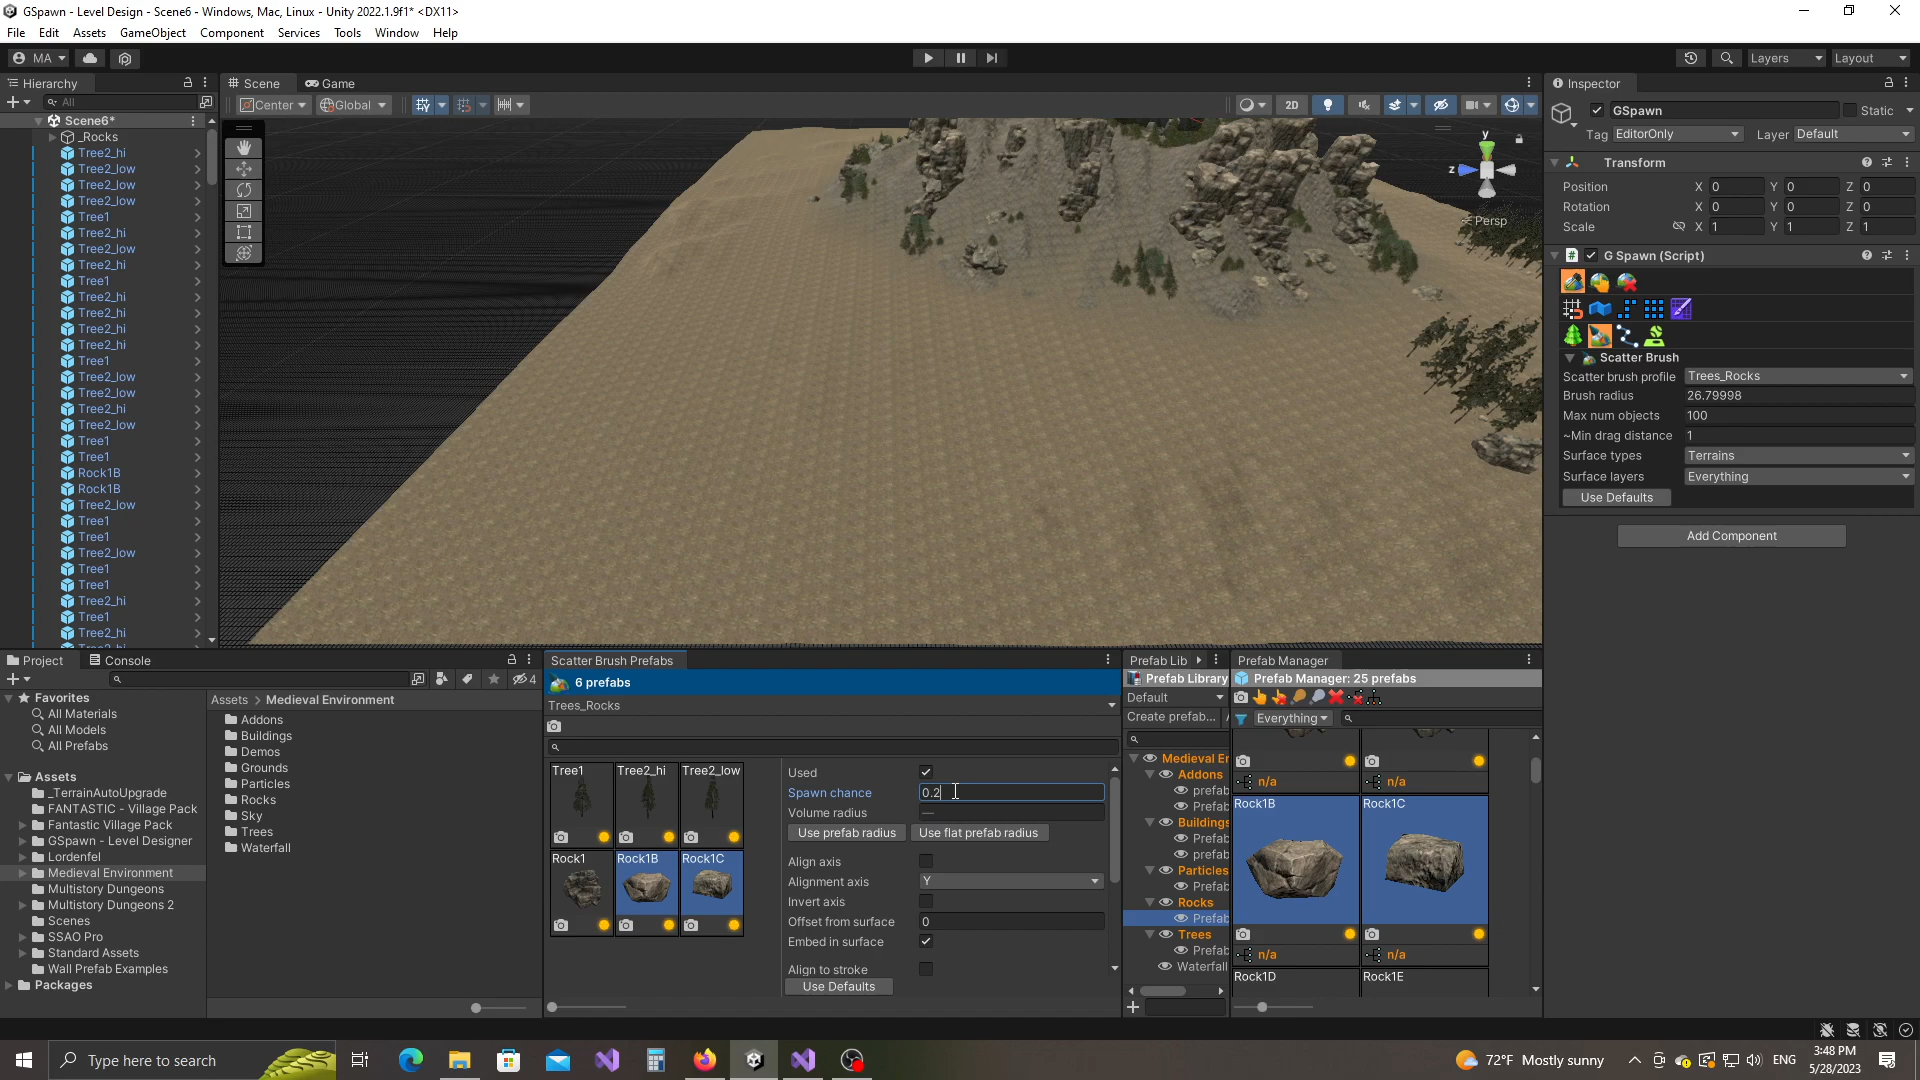 GSpawn - Level Design - Scene6 - Windows, Mac, Linux - Unity 2022.1.9f1* <DX11>
File Edit Assets GameObject Component Services Tools Window Help
MA
Layers
Layout
Hierarchy
All
Scene6*
_Rocks
Tree2_hi
Tree2_low
Tree2_low
Tree2_low
Tree1
Tree2_hi
Tree2_low
Tree2_hi
Tree1
Tree2_hi
Tree2_hi
Tree2_hi
Tree2_hi
Tree1
Tree2_low
Tree2_low
Tree2_hi
Tree2_low
Tree1
Tree1
Rock1B
Rock1B
Tree2_low
Tree1
Tree1
Tree2_low
Tree1
Tree1
Tree2_hi
Tree1
Tree2_hi
Scene Game
Center Global
2D
y
z
Persp
Inspector
GSpawn Static
Tag EditorOnly Layer Default
Transform
Position X 0 Y 0 Z 0
Rotation X 0 Y 0 Z 0
Scale X 1 Y 1 Z 1
G Spawn (Script)
Scatter Brush
Scatter brush profile Trees_Rocks
Brush radius 26.79998
Max num objects 100
~Min drag distance 1
Surface types Terrains
Surface layers Everything
Use Defaults
Add Component
Project Console
4
Favorites
All Materials
All Models
All Prefabs
Assets
_TerrainAutoUpgrade
FANTASTIC - Village Pack
Fantastic Village Pack
GSpawn - Level Designer
Lordenfel
Medieval Environment
Multistory Dungeons
Multistory Dungeons 2
Scenes
SSAO Pro
Standard Assets
Wall Prefab Examples
Packages
Assets > Medieval Environment
Addons
Buildings
Demos
Grounds
Particles
Rocks
Sky
Trees
Waterfall
Scatter Brush Prefabs
6 prefabs
Trees_Rocks
Tree1 Tree2_hi Tree2_low
Rock1 Rock1B Rock1C
Used
Spawn chance 0.2
Volume radius —
Use prefab radius Use flat prefab radius
Align axis
Alignment axis Y
Invert axis
Offset from surface 0
Embed in surface
Align to stroke
Use Defaults
Prefab Lib
Prefab Library
Default
Create prefab...
Medieval En
Addons
prefab
Prefab
Buildings
Prefab
prefab
Particles
Prefab
Rocks
Prefab
Trees
Prefab
Waterfall
Prefab Manager
Prefab Manager: 25 prefabs
Everything
n/a n/a
Rock1B Rock1C
n/a n/a
Rock1D Rock1E
Type here to search
72°F Mostly sunny
ENG
3:48 PM
5/28/2023